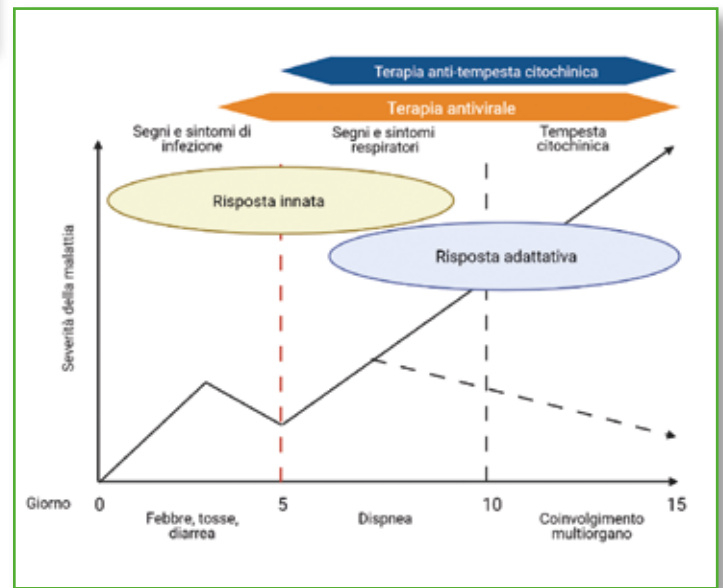 Terapia anti-tempesta citochinica
Terapia antivirale
Segni e sintomi di
infezione
Segni e sintomi
respiratori
Tempesta
citochinica
Risposta innata
Risposta adattativa
Severità della malattia
Giorno
0
5
10
15
Febbre, tosse,
diarrea
Dispnea
Coinvolgimento
multiorgano